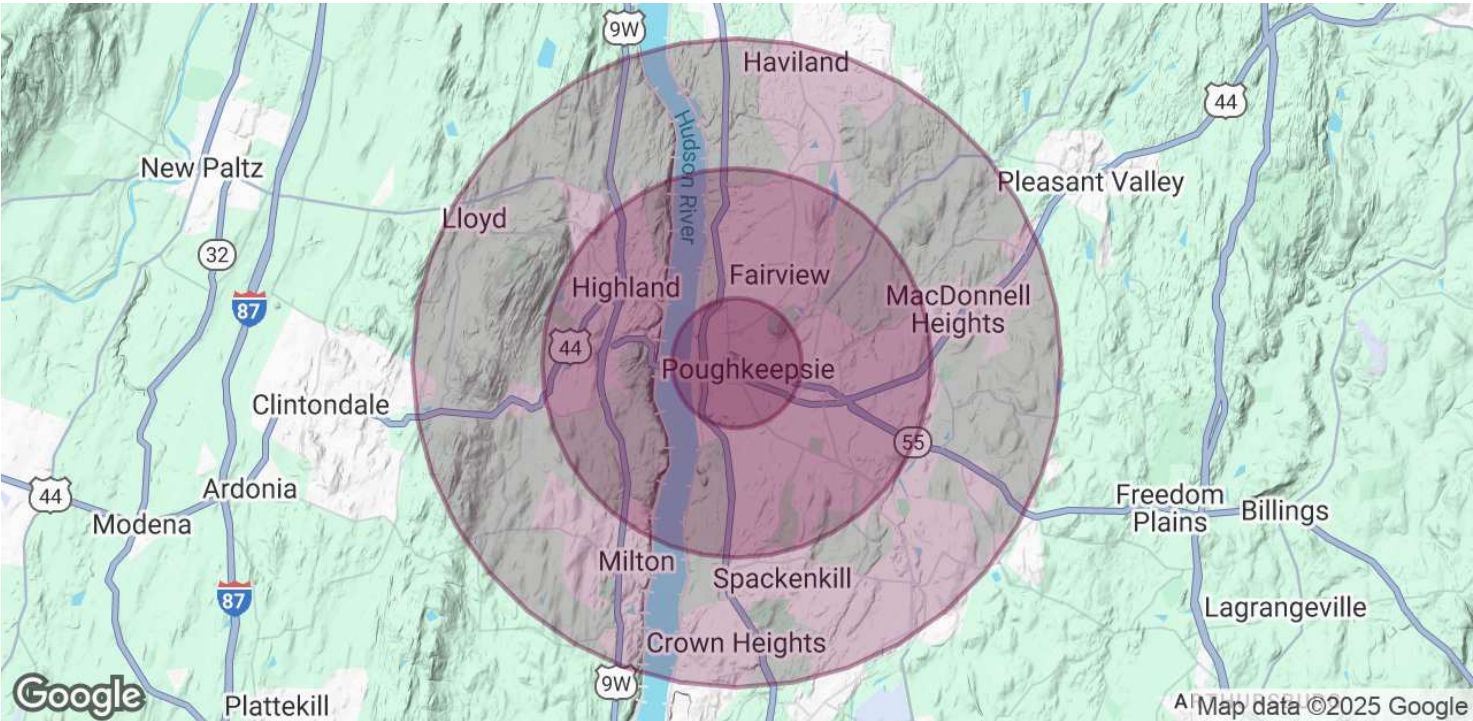 9W
Haviland
44
Hudson River
New Paltz
Pleasant Valley
Lloyd
32
Fairview
Highland
MacDonnell
Heights
87
44
Poughkeepsie
Clintondale
55
Ardonia
44
Freedom
Plains
Billings
Modena
Milton
Spackenkill
87
Lagrangeville
Crown Heights
9W
Google
Plattekill
Map data ©2025 Google